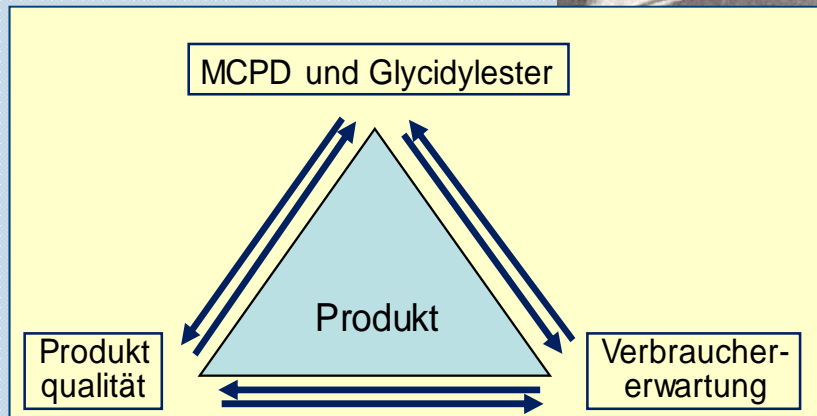 MCPD und Glycidylester
Produkt
Produkt
qualität
Verbraucher-
erwartung